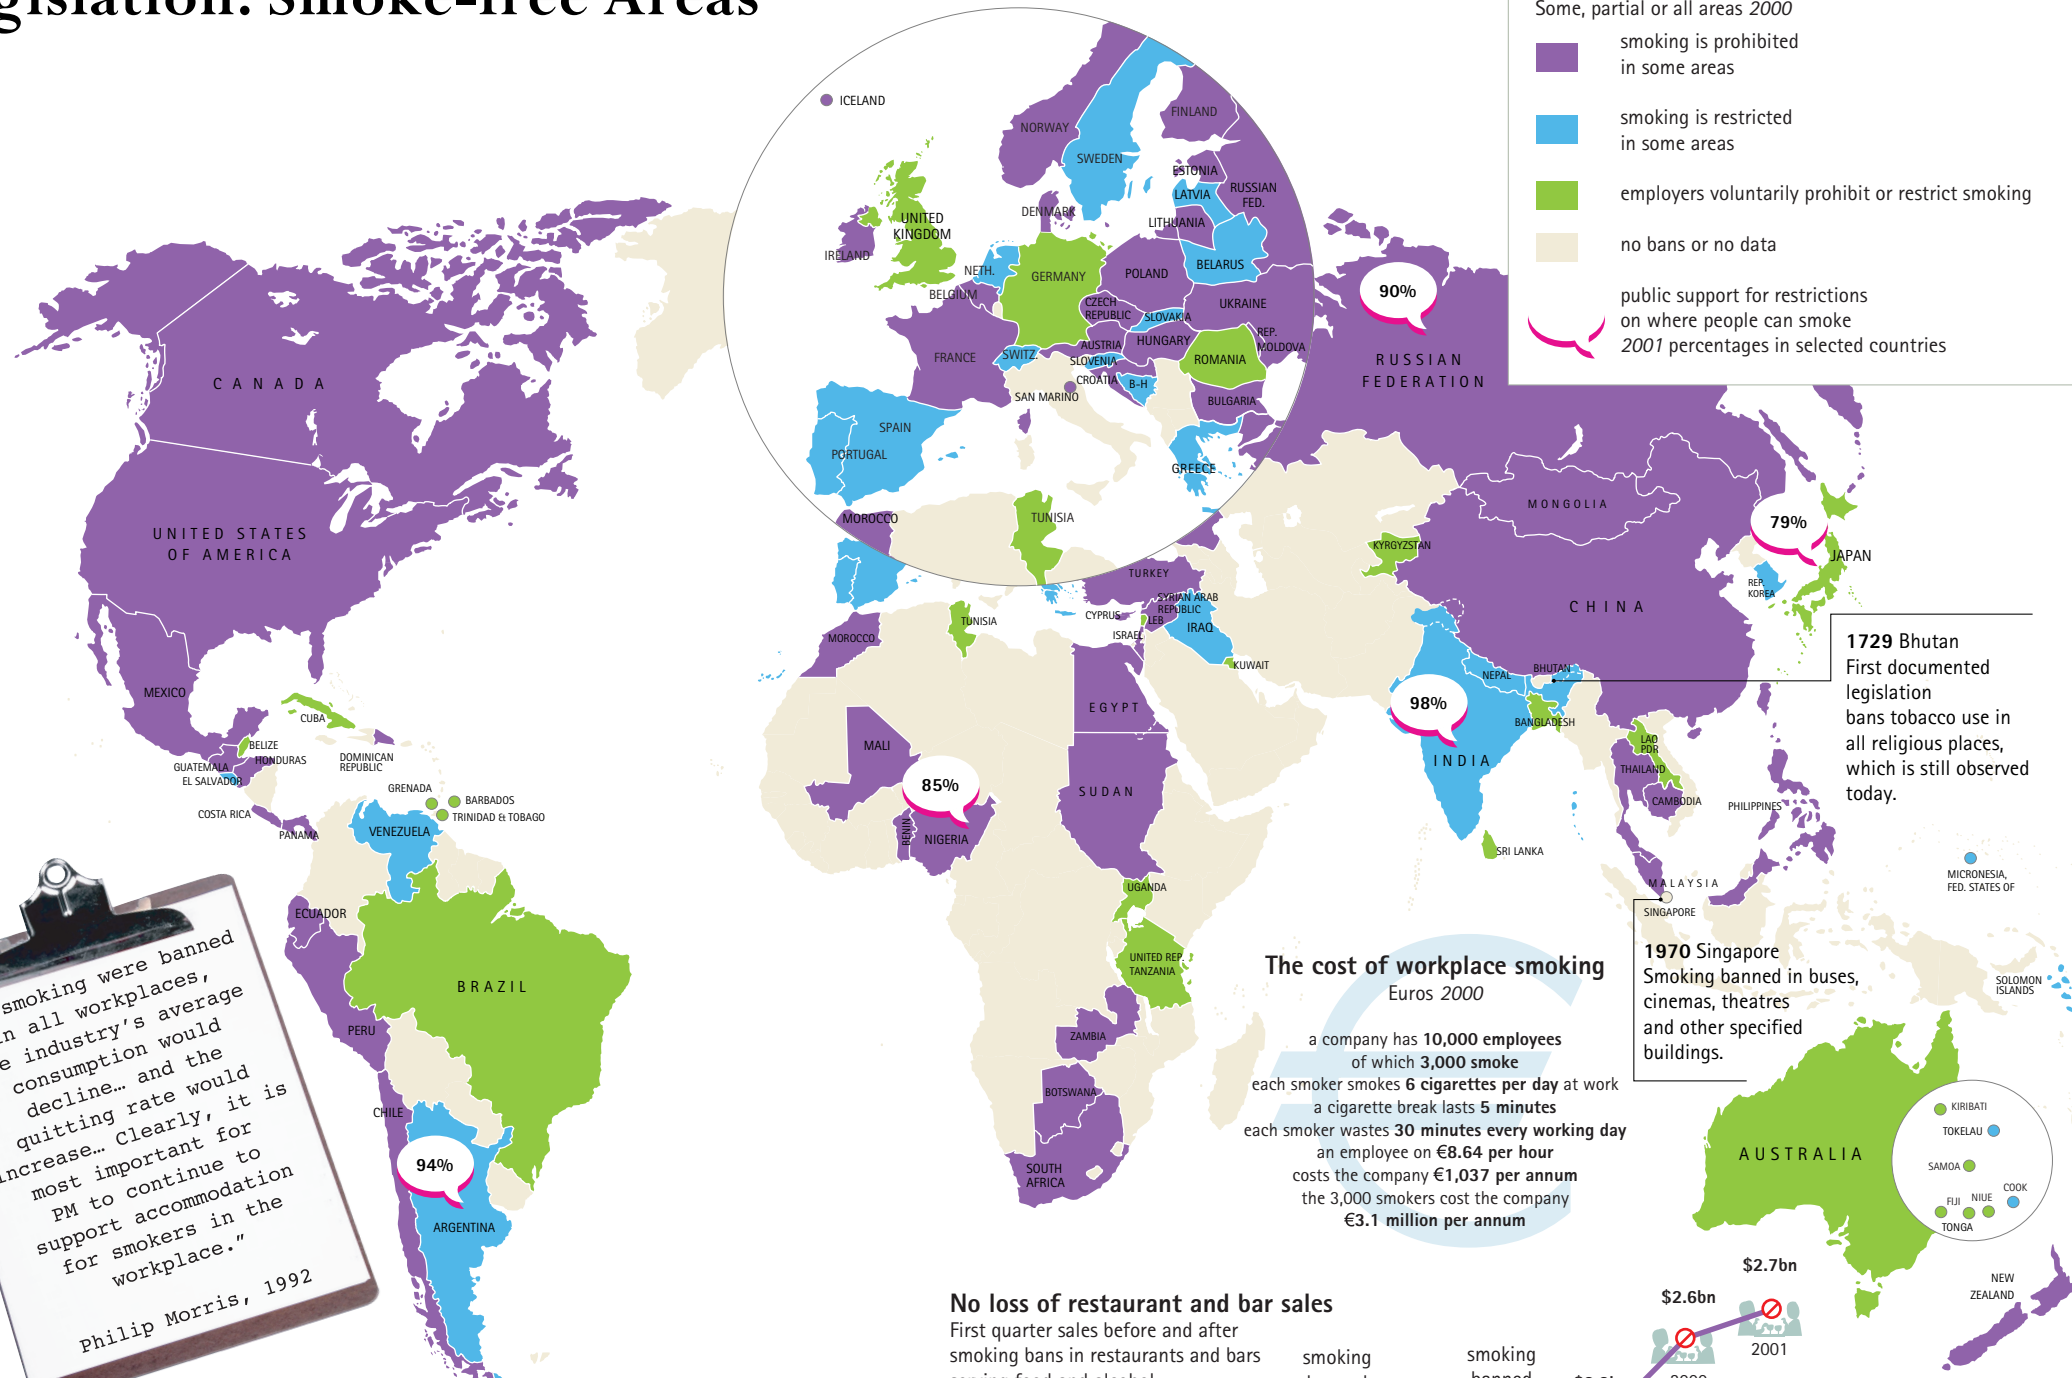 gislation: Smoke-free Areas
Some, partial or all areas 2000
smoking is prohibited
in some areas
smoking is restricted
in some areas
employers voluntarily prohibit or restrict smoking
no bans or no data
public support for restrictions
on where people can smoke
2001 percentages in selected countries
ICELAND
NORWAY
SWEDEN
FINLAND
ESTONIA
LATVIA
LITHUANIA
RUSSIAN
FED.
DENMARK
UNITED
KINGDOM
IRELAND
NETH.
BELGIUM
GERMANY
POLAND
BELARUS
CZECH
REPUBLIC
UKRAINE
SLOVAKIA
AUSTRIA
HUNGARY
REP.
MOLDOVA
FRANCE
SWITZ.
SLOVENIA
ROMANIA
CROATIA
B-H
SAN MARINO
BULGARIA
SPAIN
PORTUGAL
GREECE
MOROCCO
TUNISIA
CANADA
UNITED STATES
OF AMERICA
MEXICO
CUBA
BELIZE
HONDURAS
GUATEMALA
EL SALVADOR
DOMINICAN
REPUBLIC
COSTA RICA
PANAMA
GRENADA
BARBADOS
TRINIDAD & TOBAGO
VENEZUELA
ECUADOR
BRAZIL
PERU
CHILE
94%
ARGENTINA
90%
RUSSIAN
FEDERATION
MONGOLIA
79%
JAPAN
REP.
KOREA
CHINA
KYRGYZSTAN
TURKEY
CYPRUS
SYRIAN ARAB
REPUBLIC
LEB
ISRAEL
IRAQ
KUWAIT
MOROCCO
TUNISIA
EGYPT
MALI
85%
BENIN
NIGERIA
SUDAN
UGANDA
UNITED REP.
TANZANIA
ZAMBIA
BOTSWANA
SOUTH
AFRICA
98%
INDIA
NEPAL
BHUTAN
BANGLADESH
SRI LANKA
LAO
PDR
THAILAND
CAMBODIA
PHILIPPINES
MALAYSIA
SINGAPORE
MICRONESIA,
FED. STATES OF
SOLOMON
ISLANDS
AUSTRALIA
KIRIBATI
TOKELAU
SAMOA
COOK
FIJI
NIUE
TONGA
NEW
ZEALAND
1729 Bhutan
First documented
legislation
bans tobacco use in
all religious places,
which is still observed
today.
1970 Singapore
Smoking banned in buses,
cinemas, theatres
and other specified
buildings.
smoking were banned
in all workplaces,
e industry's average
consumption would
decline… and the
quitting rate would
increase… Clearly, it is
most important for
PM to continue to
support accommodation
for smokers in the
workplace."
Philip Morris, 1992
The cost of workplace smoking
Euros 2000
a company has 10,000 employees
of which 3,000 smoke
each smoker smokes 6 cigarettes per day at work
a cigarette break lasts 5 minutes
each smoker wastes 30 minutes every working day
an employee on €8.64 per hour
costs the company €1,037 per annum
the 3,000 smokers cost the company
€3.1 million per annum
No loss of restaurant and bar sales
First quarter sales before and after
smoking bans in restaurants and bars
smoking
smoking
$2.6bn
$2.7bn
2001